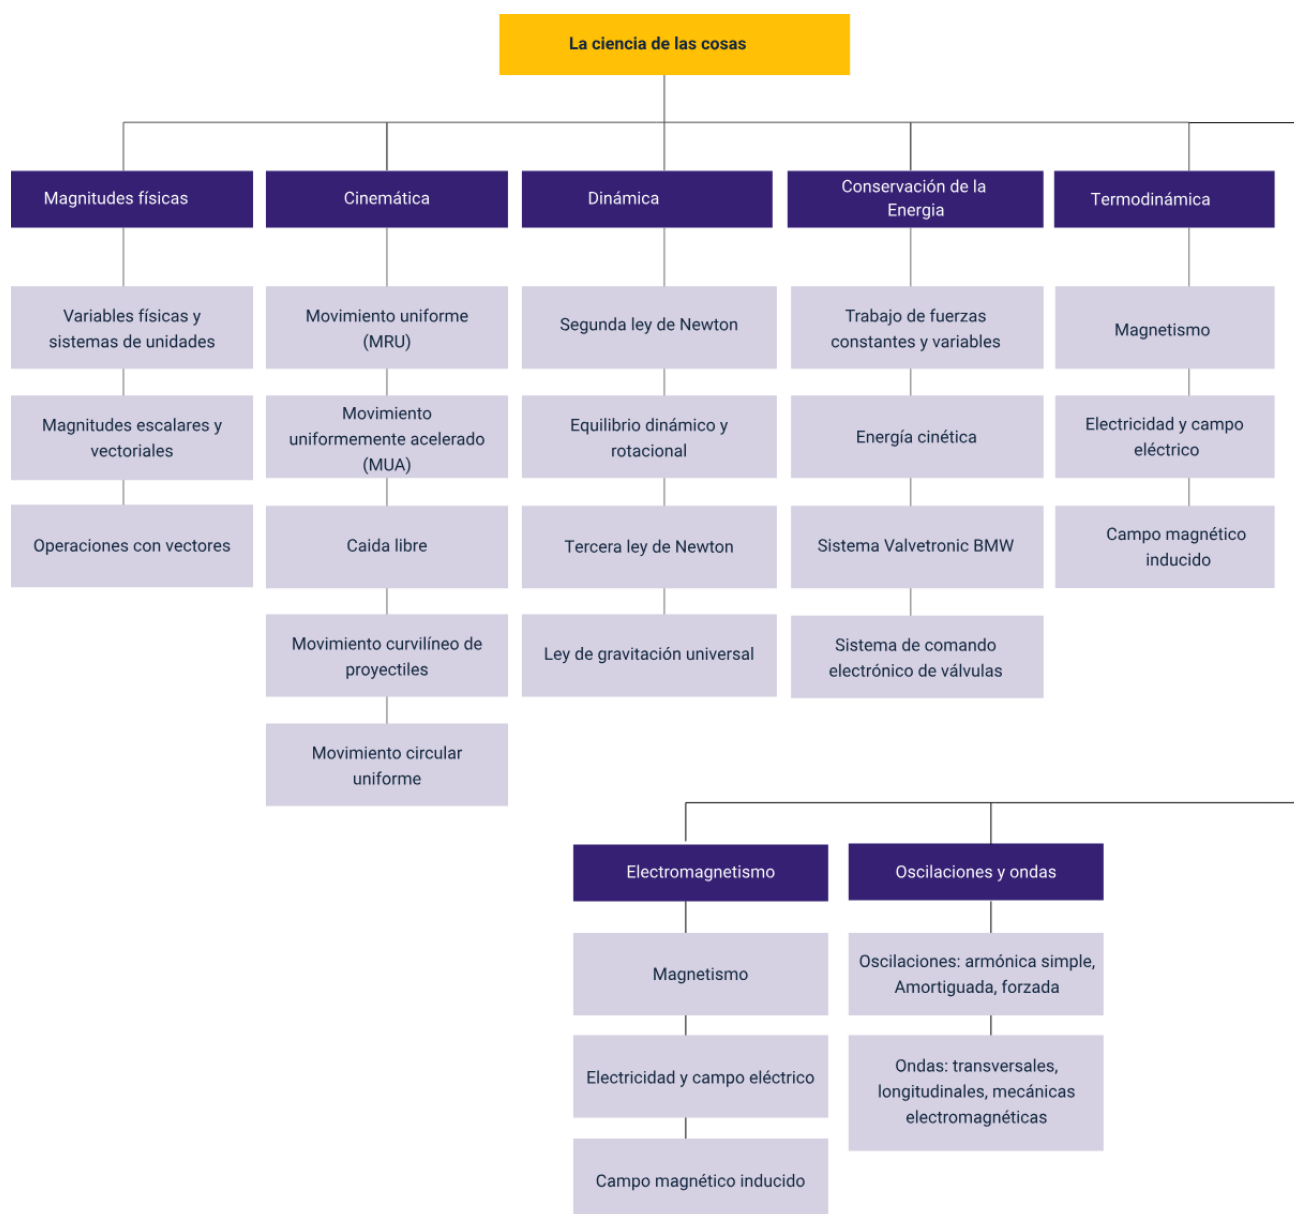 La ciencia de las cosas
Magnitudes físicas
Cinemática
Dinámica
Conservación de la
Energia
Termodinámica
Variables físicas y
sistemas de unidades
Magnitudes escalares y
vectoriales
Operaciones con vectores
Movimiento uniforme
(MRU)
Movimiento
uniformemente acelerado
(MUA)
Caida libre
Movimiento curvilíneo de
proyectiles
Movimiento circular
uniforme
Segunda ley de Newton
Equilibrio dinámico y
rotacional
Tercera ley de Newton
Ley de gravitación universal
Trabajo de fuerzas
constantes y variables
Energía cinética
Sistema Valvetronic BMW
Sistema de comando
electrónico de válvulas
Magnetismo
Electricidad y campo
eléctrico
Campo magnético
inducido
Electromagnetismo
Magnetismo
Electricidad y campo eléctrico
Campo magnético inducido
Oscilaciones y ondas
Oscilaciones: armónica simple,
Amortiguada, forzada
Ondas: transversales,
longitudinales, mecánicas
electromagnéticas